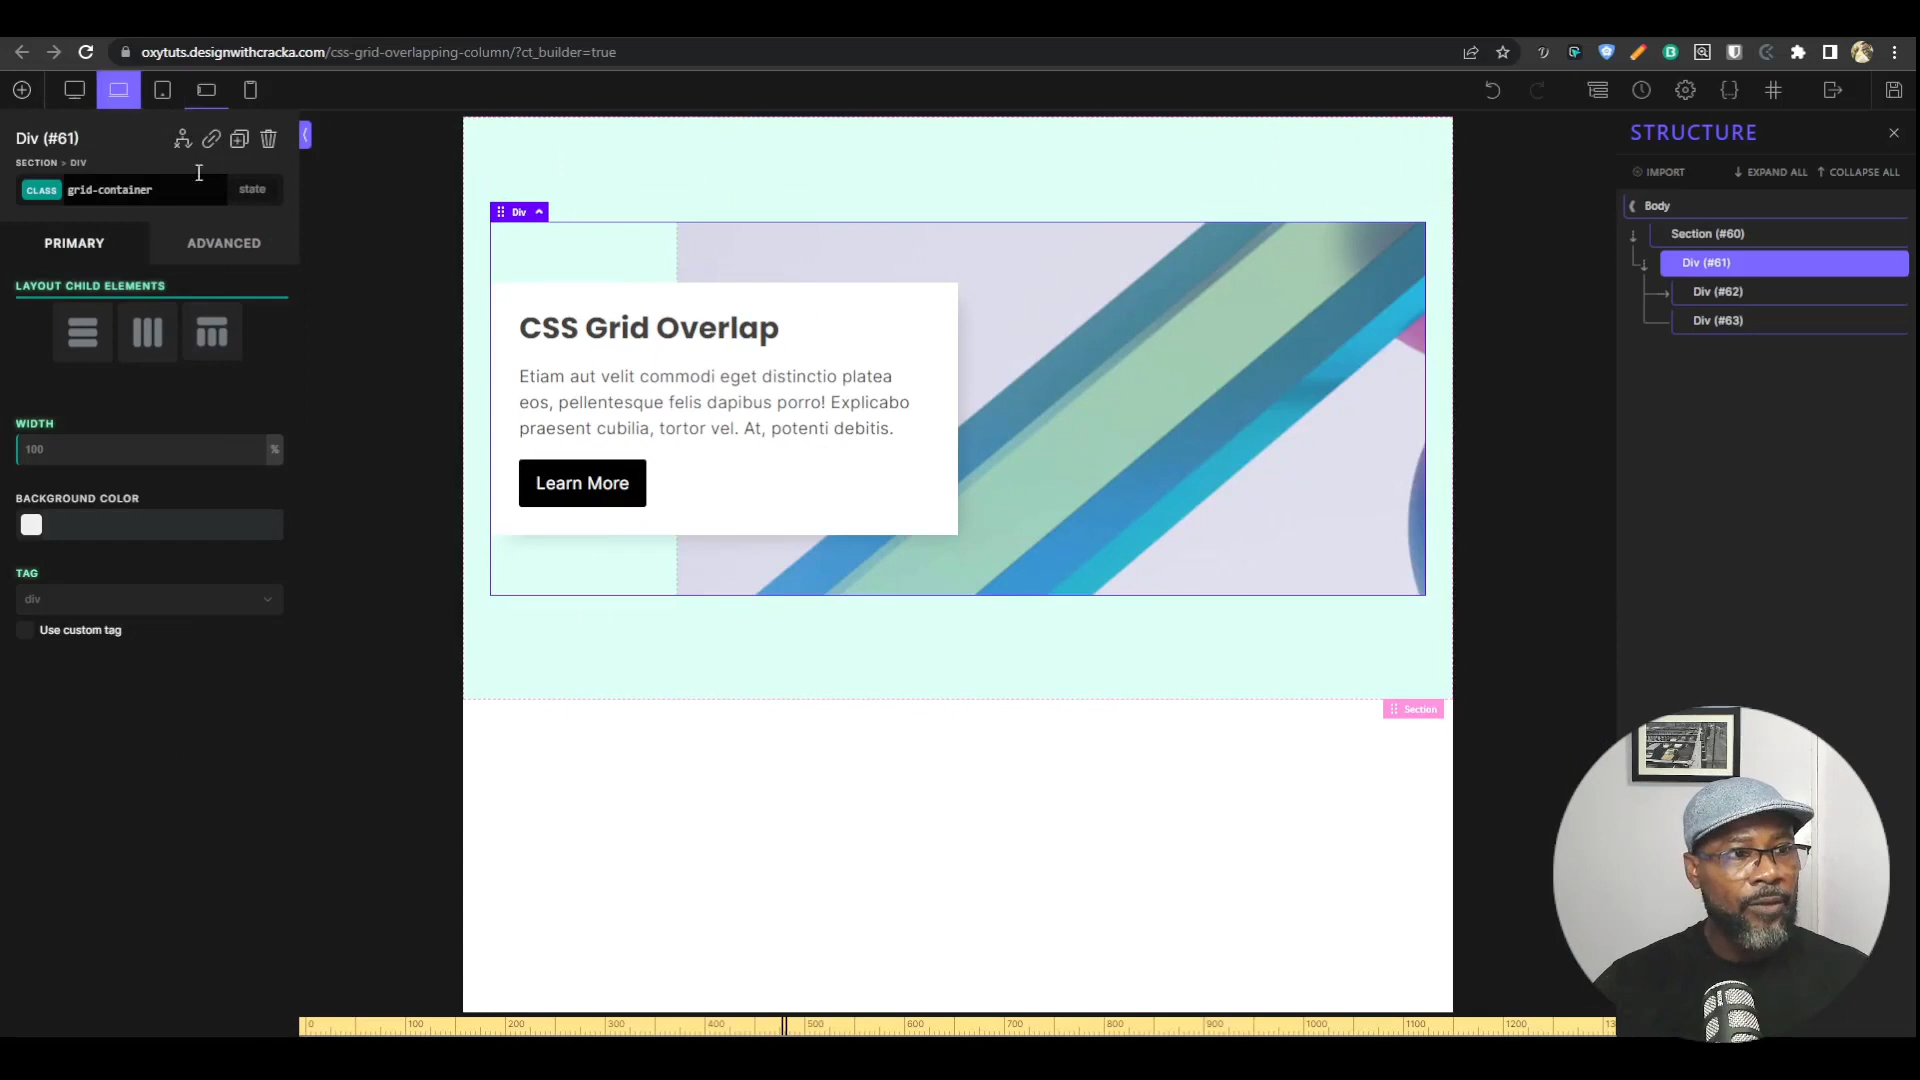 oxytuts.designwithcracka.com/css-grid-overlapping-column/?ct_builder=true
Div (#61)
SECTION > DIV
CLASS grid-container state
PRIMARY ADVANCED
LAYOUT CHILD ELEMENTS
WIDTH
100 %
BACKGROUND COLOR
TAG
div
Use custom tag
Div
CSS Grid Overlap
Etiam aut velit commodi eget distinctio platea
eos, pellentesque felis dapibus porro! Explicabo
praesent cubilia, tortor vel. At, potenti debitis.
Learn More
Section
STRUCTURE
IMPORT EXPAND ALL COLLAPSE ALL
Body
Section (#60)
Div (#61)
Div (#62)
Div (#63)
0 100 200 300 400 500 600 700 800 900 1000 1100 1200